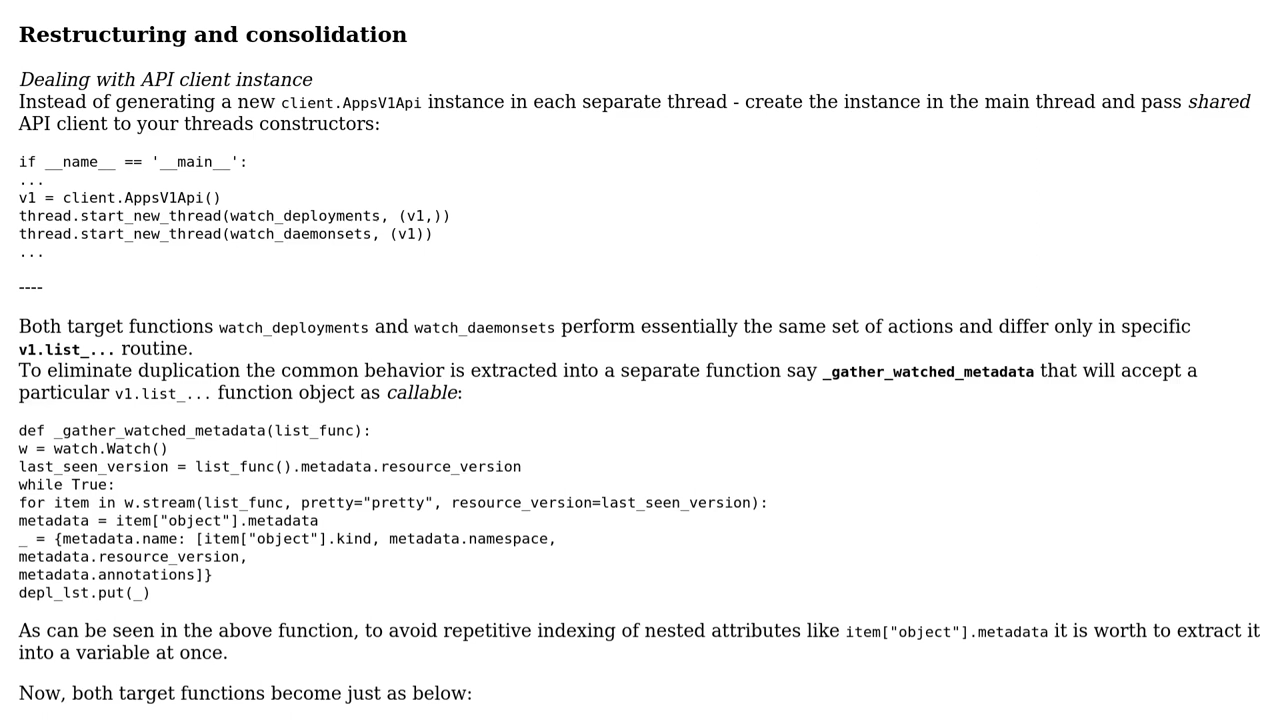 Restructuring and consolidation
Dealing with API client instance
Instead of generating a new client.AppsV1Api instance in each separate thread - create the instance in the main thread and pass shared
API client to your threads constructors:
if __name__ == '__main__':
...
v1 = client.AppsV1Api()
thread.start_new_thread(watch_deployments, (v1,))
thread.start_new_thread(watch_daemonsets, (v1))
...
----
Both target functions watch_deployments and watch_daemonsets perform essentially the same set of actions and differ only in specific
v1.list_... routine.
To eliminate duplication the common behavior is extracted into a separate function say _gather_watched_metadata that will accept a
particular v1.list_... function object as callable:
def _gather_watched_metadata(list_func):
w = watch.Watch()
last_seen_version = list_func().metadata.resource_version
while True:
for item in w.stream(list_func, pretty="pretty", resource_version=last_seen_version):
metadata = item["object"].metadata
_ = {metadata.name: [item["object"].kind, metadata.namespace,
metadata.resource_version,
metadata.annotations]}
depl_lst.put(_)
As can be seen in the above function, to avoid repetitive indexing of nested attributes like item["object"].metadata it is worth to extract it
into a variable at once.
Now, both target functions become just as below: